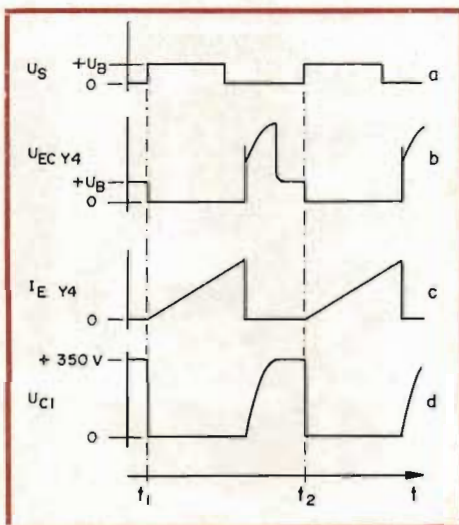 U_S +U_B 0 a
U_EC Y4 +U_B 0 b
I_E Y4 0 c
+ 350 V U_C1 0 d
t_1 t_2 t